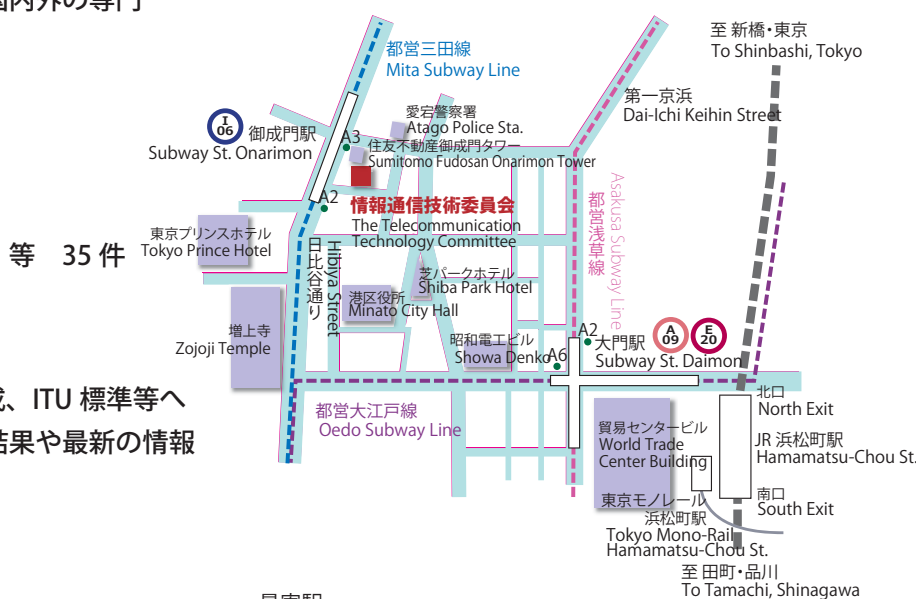 国内外の専門
等 35 件
成、ITU 標準等へ
結果や最新の情報
都営三田線
Mita Subway Line
至 新橋・東京
To Shinbashi, Tokyo
第一京浜
Dai-Ichi Keihin Street
I
06
御成門駅
Subway St. Onarimon
A3
愛宕警察署
Atago Police Sta.
住友不動産御成門タワー
Sumitomo Fudosan Onarimon Tower
A2
情報通信技術委員会
The Telecommunication
Technology Committee
東京プリンスホテル
Tokyo Prince Hotel
日比谷通り
Hibiya Street
都営浅草線
Asakusa Subway Line
芝パークホテル
Shiba Park Hotel
港区役所
Minato City Hall
増上寺
Zojoji Temple
昭和電工ビル
Showa Denko
A6
A2
大門駅
Subway St. Daimon
A
09
E
20
都営大江戸線
Oedo Subway Line
北口
North Exit
貿易センタービル
World Trade
Center Building
JR 浜松町駅
Hamamatsu-Chou St.
南口
South Exit
東京モノレール
浜松町駅
Tokyo Mono-Rail
Hamamatsu-Chou St.
至 田町・品川
To Tamachi, Shinagawa
最寄駅